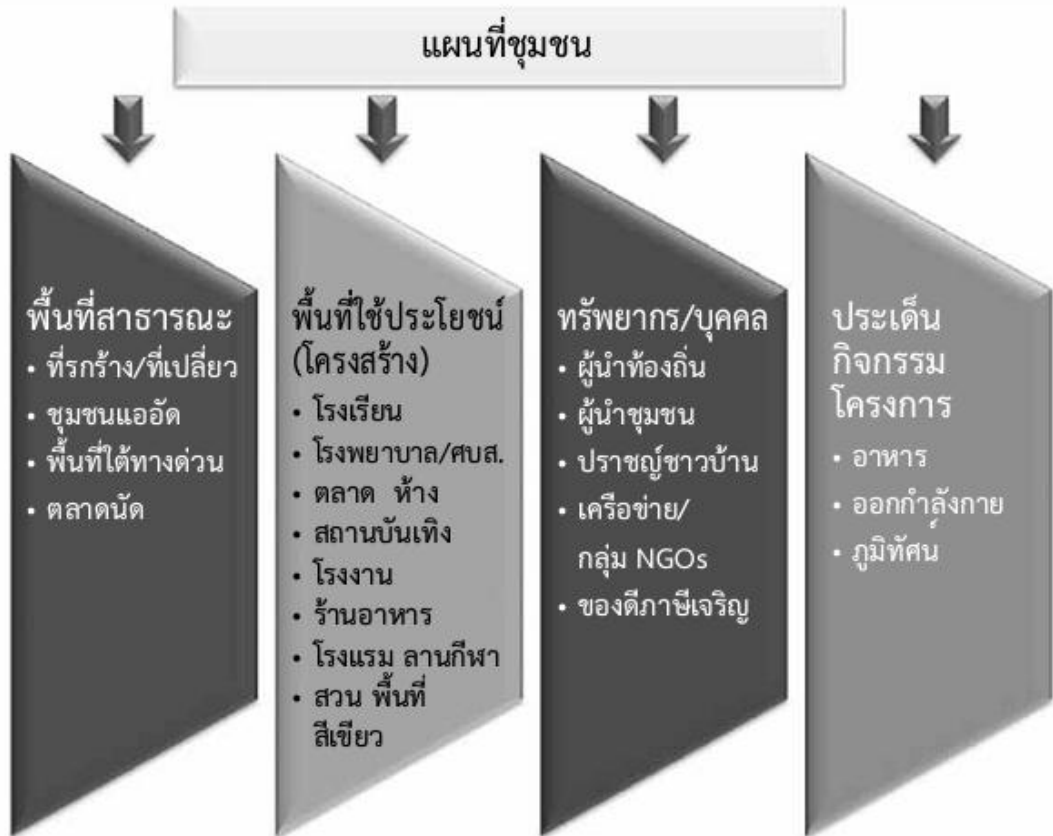 แผนที่ชุมชน
พื้นที่สาธารณะ
• ที่รกร้าง/ที่เปลี่ยว
• ชุมชนแออัด
• พื้นที่ใต้ทางด่วน
• ตลาดนัด
พื้นที่ใช้ประโยชน์
(โครงสร้าง)
• โรงเรียน
• โรงพยาบาล/ศบส.
• ตลาด ห้าง
• สถานบันเทิง
• โรงงาน
• ร้านอาหาร
• โรงแรม ลานกีฬา
• สวน พื้นที่
สีเขียว
ทรัพยากร/บุคคล
• ผู้นำท้องถิ่น
• ผู้นำชุมชน
• ปราชญ์ชาวบ้าน
• เครือข่าย/
กลุ่ม NGOs
• ของดีภาษีเจริญ
ประเด็น
กิจกรรม
โครงการ
• อาหาร
• ออกกำลังกาย
• ภูมิทัศน์